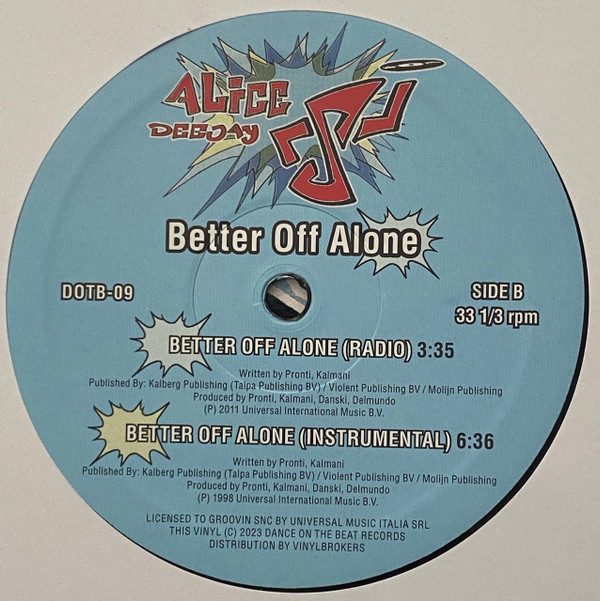 ALiCE
DEEJAY
Better Off Alone
DOTB-09
SIDE B
33 1/3 rpm
BETTER OFF ALONE (RADIO) 3:35
Written by Pronti, Kalmani
Published By: Kalberg Publishing (Talpa Publishing BV) / Violent Publishing BV / Molijn Publishing
Produced by Pronti, Kalmani, Danski, Delmundo
(P) 2011 Universal International Music B.V.
BETTER OFF ALONE (INSTRUMENTAL) 6:36
Written by Pronti, Kalmani
Published By: Kalberg Publishing (Talpa Publishing BV) / Violent Publishing BV / Molijn Publishing
Produced by Pronti, Kalmani, Danski, Delmundo
(P) 1998 Universal International Music B.V.
LICENSED TO GROOVIN SNC BY UNIVERSAL MUSIC ITALIA SRL
THIS VINYL (C) 2023 DANCE ON THE BEAT RECORDS
DISTRIBUTION BY VINYLBROKERS